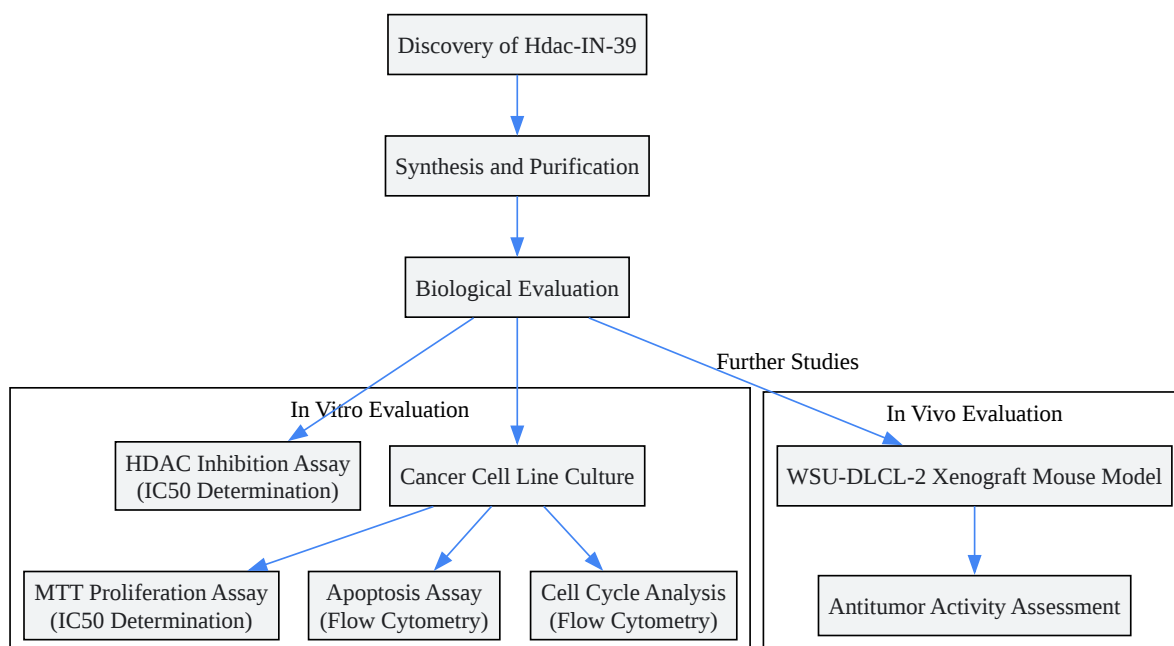 Discovery of Hdac-IN-39
Synthesis and Purification
Biological Evaluation
Further Studies
In Vitro Evaluation
In Vivo Evaluation
HDAC Inhibition Assay
(IC50 Determination)
Cancer Cell Line Culture
WSU-DLCL-2 Xenograft Mouse Model
MTT Proliferation Assay
(IC50 Determination)
Apoptosis Assay
(Flow Cytometry)
Cell Cycle Analysis
(Flow Cytometry)
Antitumor Activity Assessment